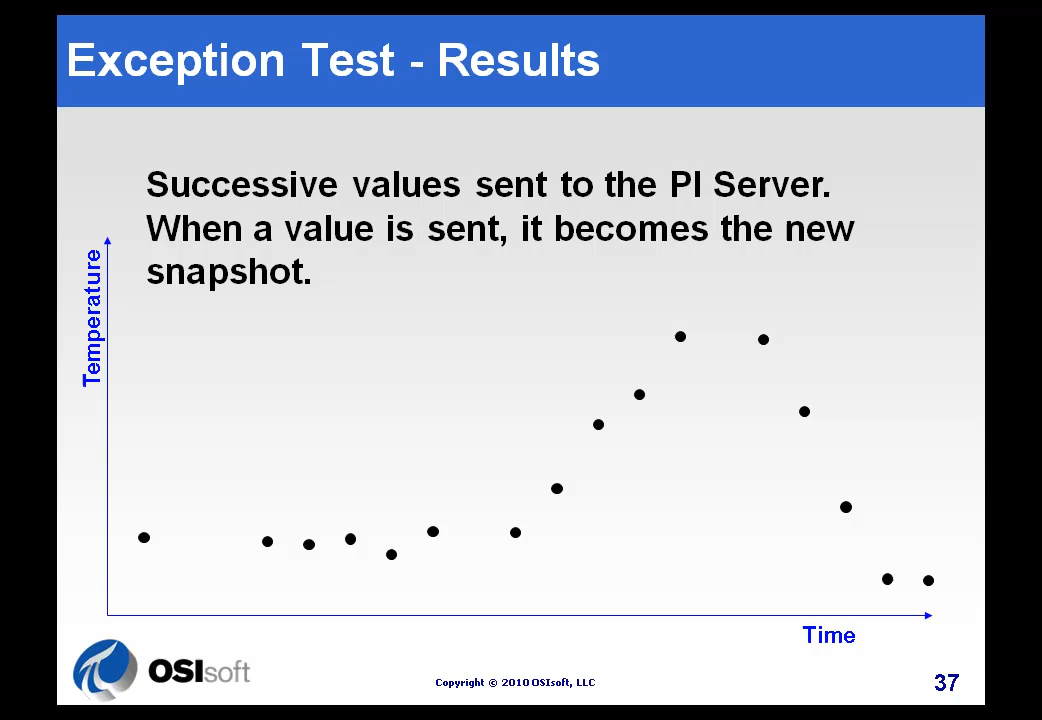 Exception Test - Results
Successive values sent to the PI Server.
When a value is sent, it becomes the new
snapshot.
Temperature
Time
OSIsoft
Copyright © 2010 OSIsoft, LLC
37